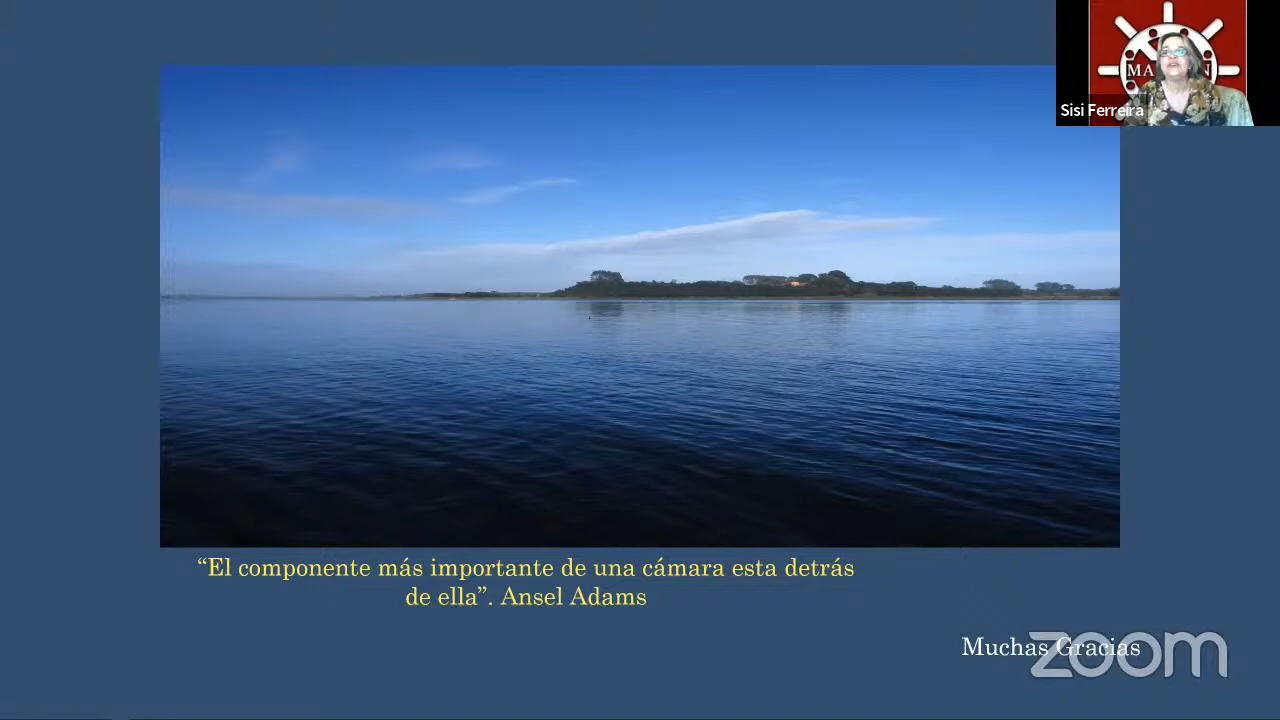 Sisi Ferreira
“El componente más importante de una cámara esta detrás
de ella”. Ansel Adams
Muchas Gracias
zoom